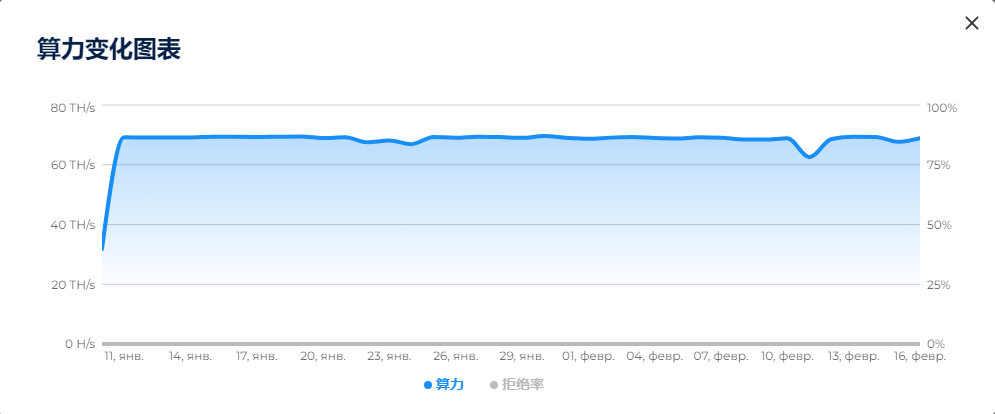 算力变化图表
80 TH/s 100%
60 TH/s 75%
40 TH/s 50%
20 TH/s 25%
0 H/s 0%
11, янв. 14, янв. 17, янв. 20, янв. 23, янв. 26, янв. 29, янв. 01, февр. 04, февр. 07, февр. 10, февр. 13, февр. 16, февр.
算力 拒绝率